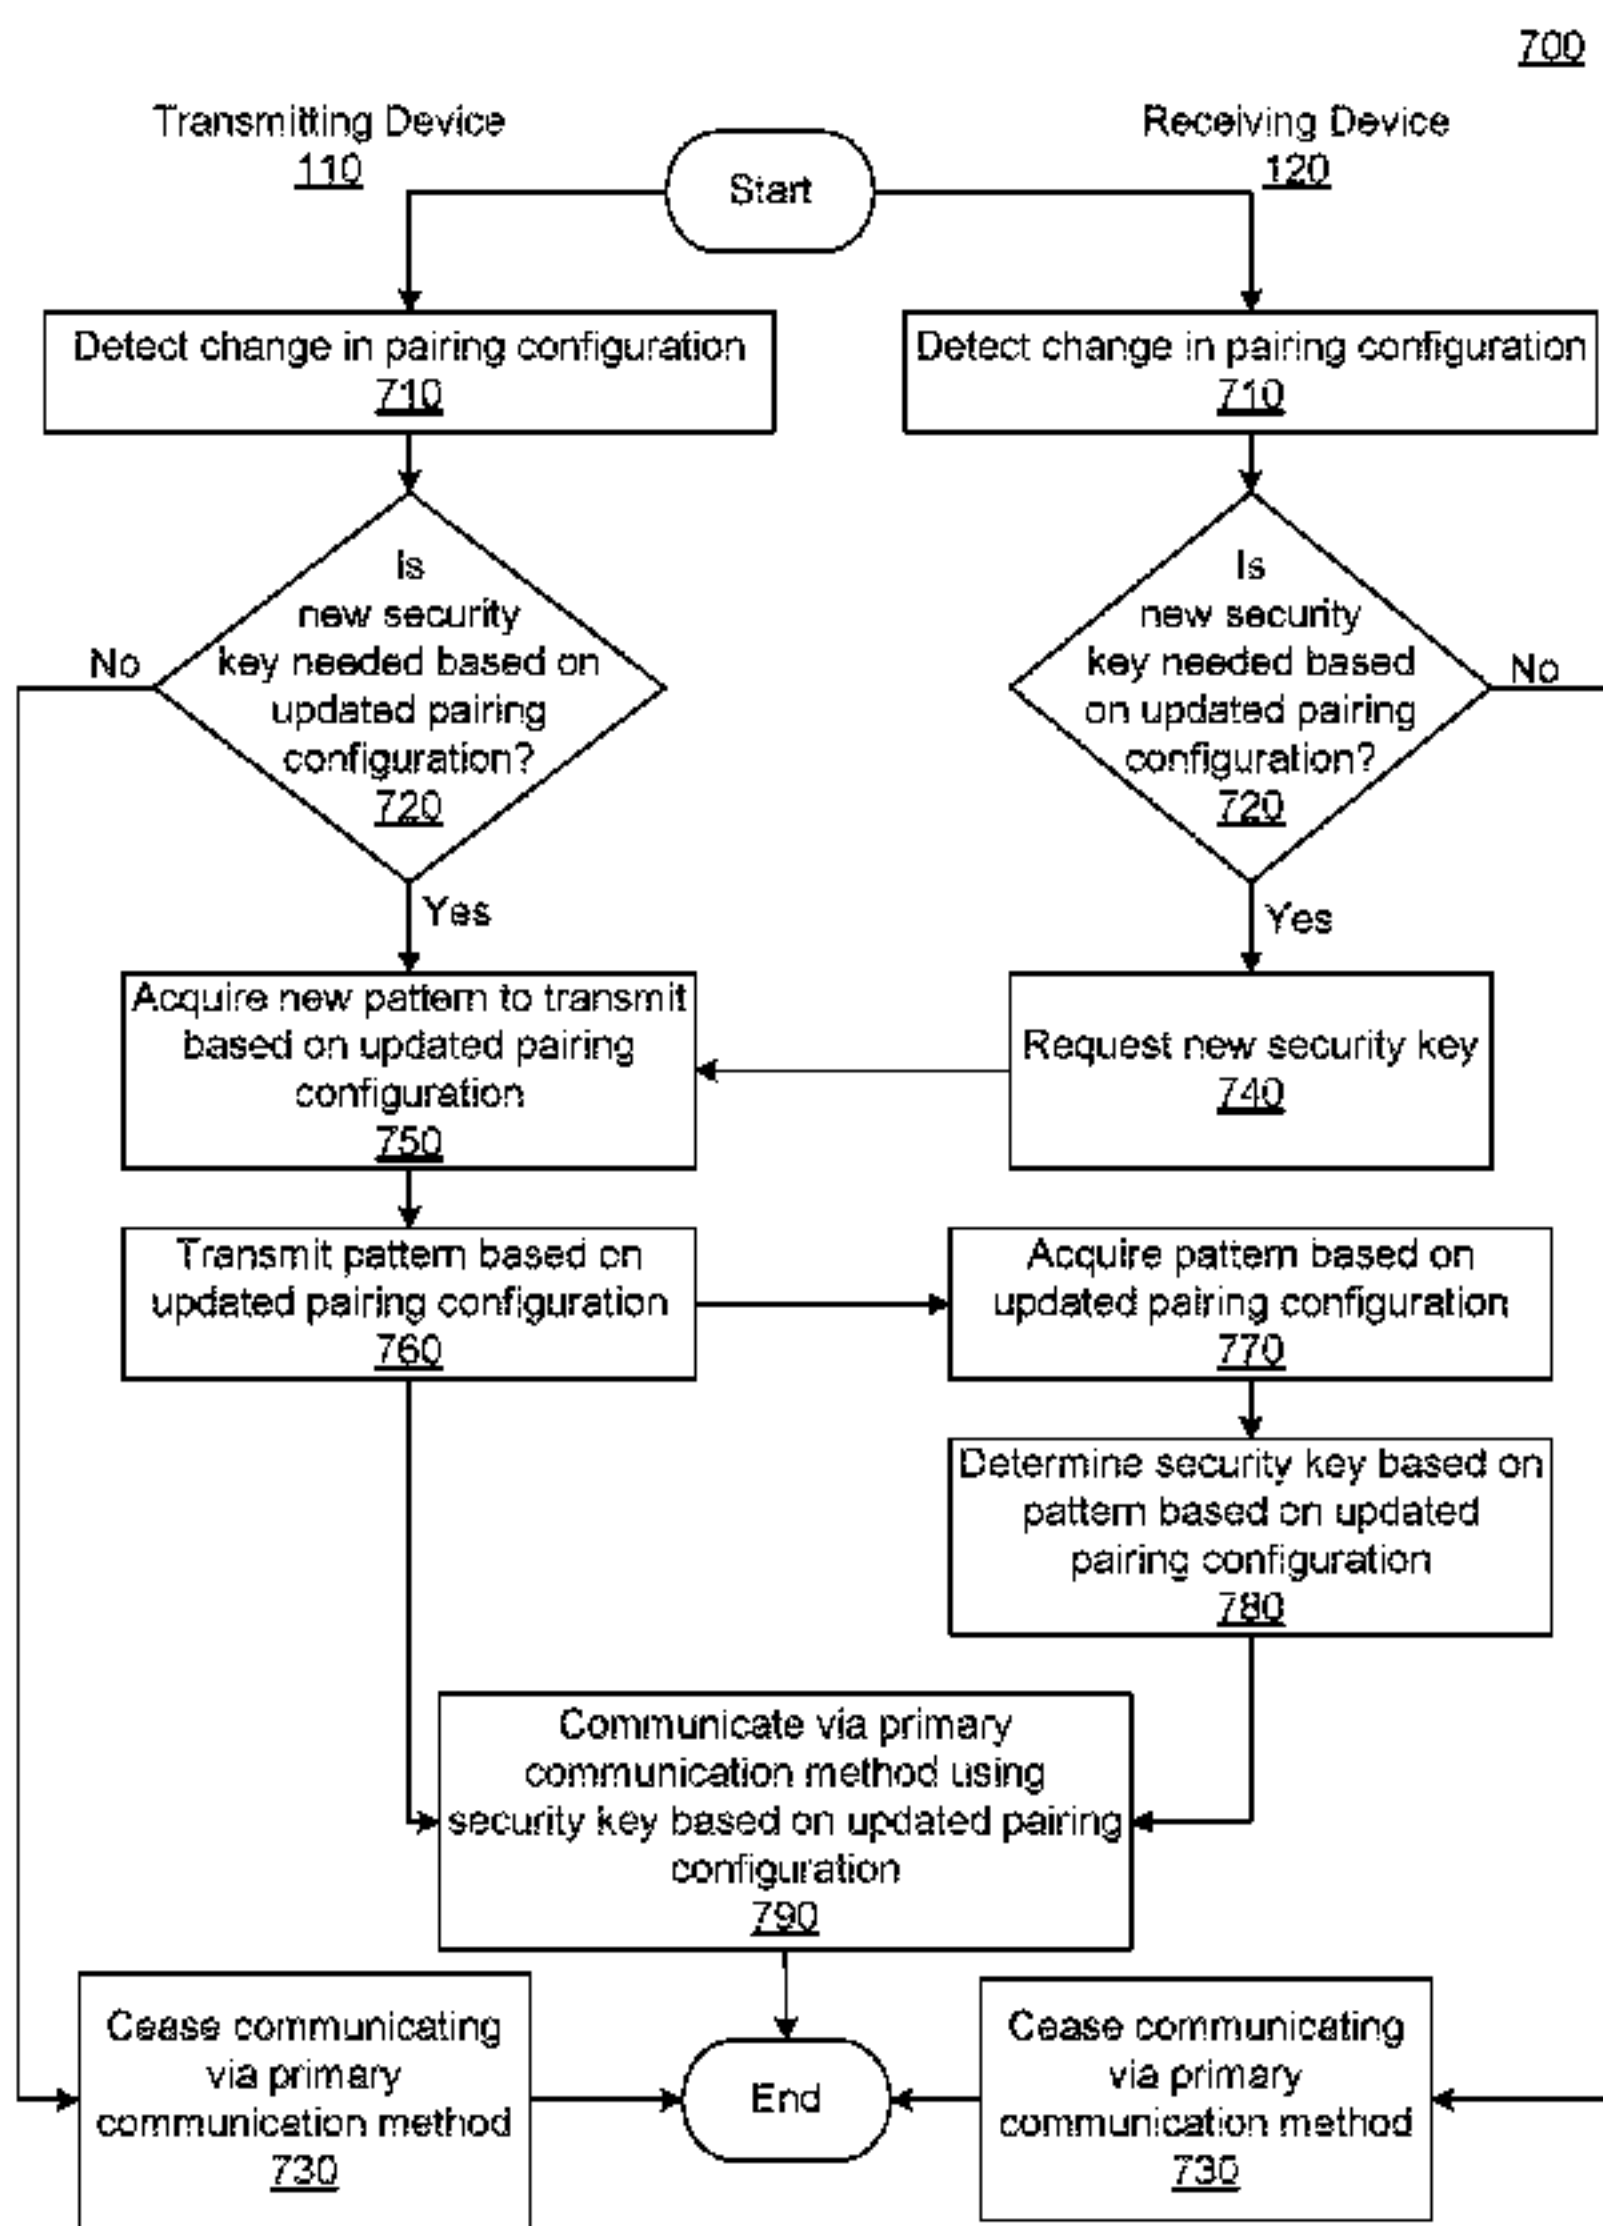 700
Transmitting Device
110
Receiving Device
120
Start
Detect change in pairing configuration
710
Detect change in pairing configuration
710
Is
new security
key needed based on
updated pairing
configuration?
720
No
Yes
Is
new security
key needed based
on updated pairing
configuration?
720
No
Yes
Acquire new pattern to transmit
based on updated pairing
configuration
750
Request new security key
740
Transmit pattern based on
updated pairing configuration
760
Acquire pattern based on
updated pairing configuration
770
Determine security key based on
pattern based on updated
pairing configuration
780
Communicate via primary
communication method using
security key based on updated pairing
configuration
790
Cease communicating
via primary
communication method
730
End
Cease communicating
via primary
communication method
730